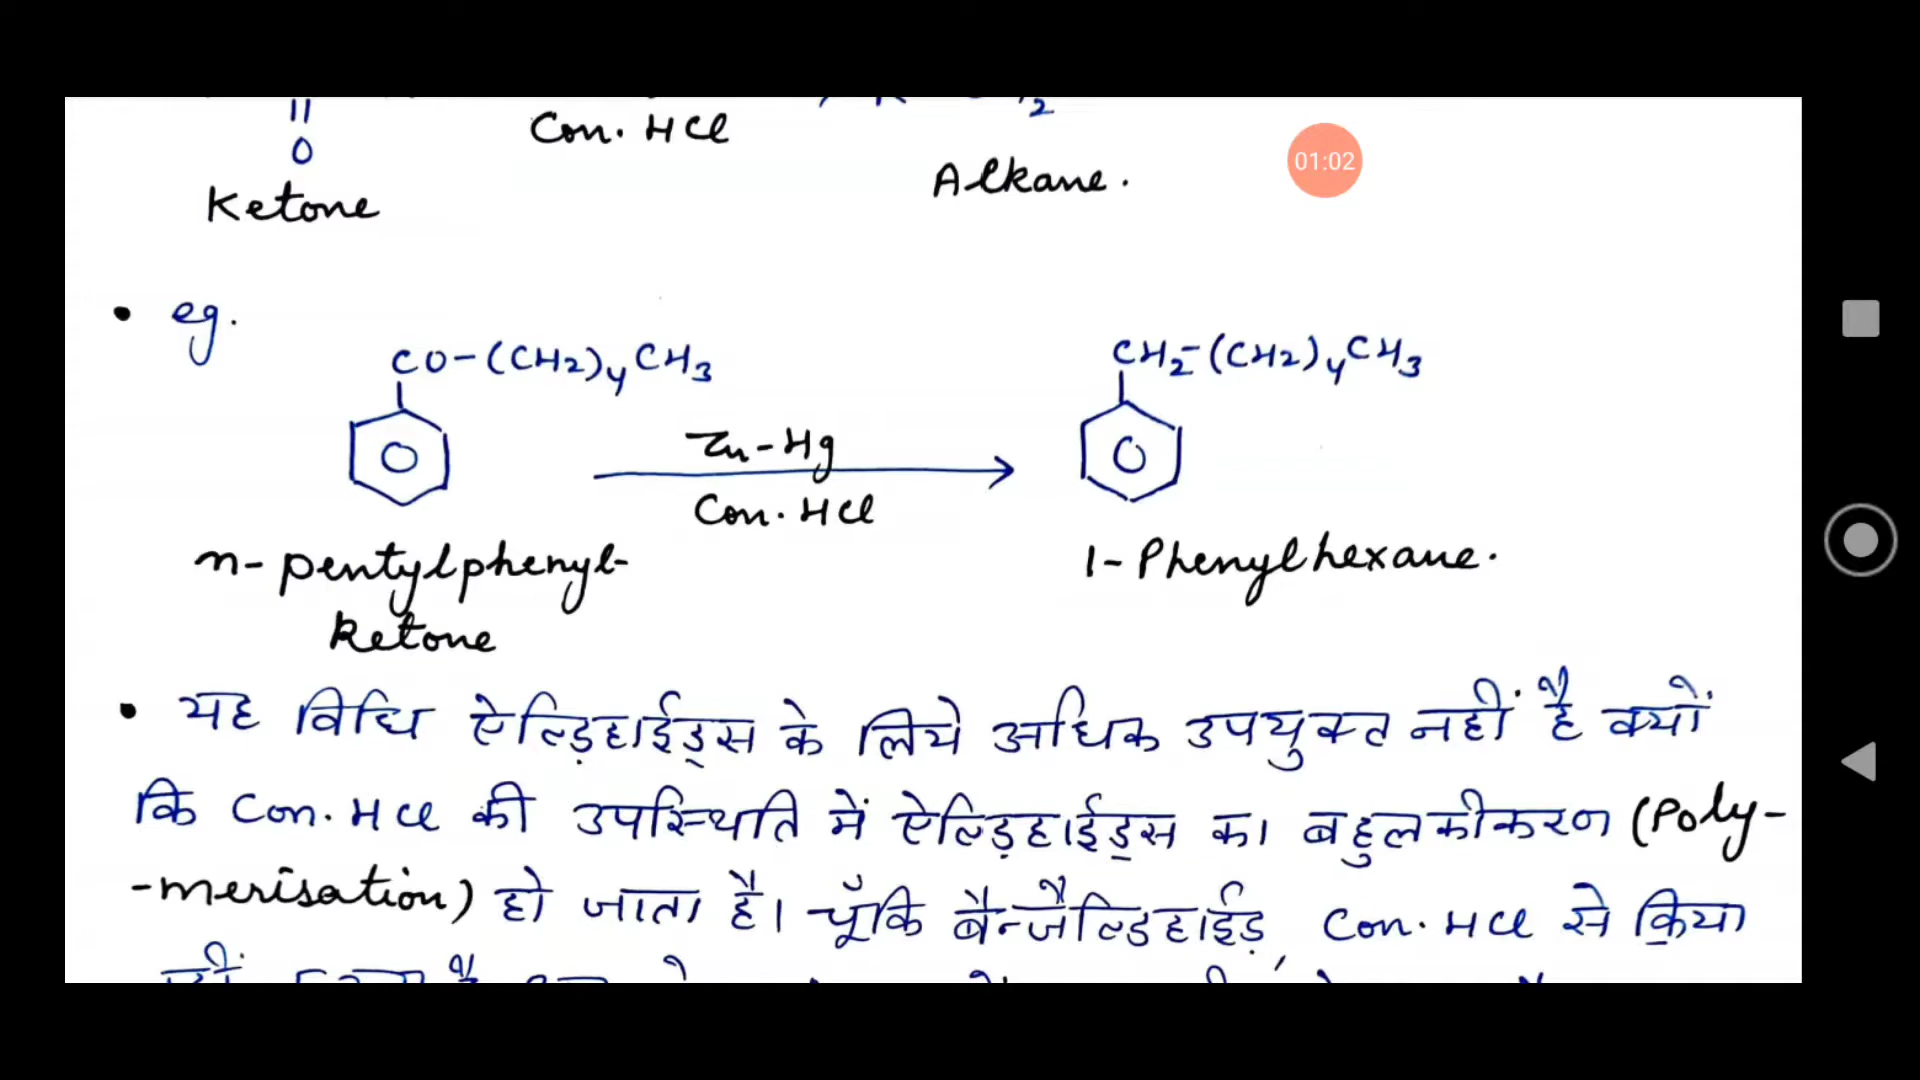 ||
O
Con. HCl
2
Ketone
Alkane.
01:02
• eg.
CO-(CH2)4CH3
CH2-(CH2)4CH3
Zn-Hg
Con. HCl
n-pentylphenyl-
ketone
1-Phenylhexane.
• यह विधि ऐल्डिहाईड्स के लिये अधिक उपयुक्त नहीं है क्यों
कि Con. HCl की उपस्थिति में ऐल्डिहाईड्स का बहुलकीकरण (Poly-
-merisation) हो जाता है। चूँकि बैन्जैल्डिहाईड, Con. HCl से क्रिया